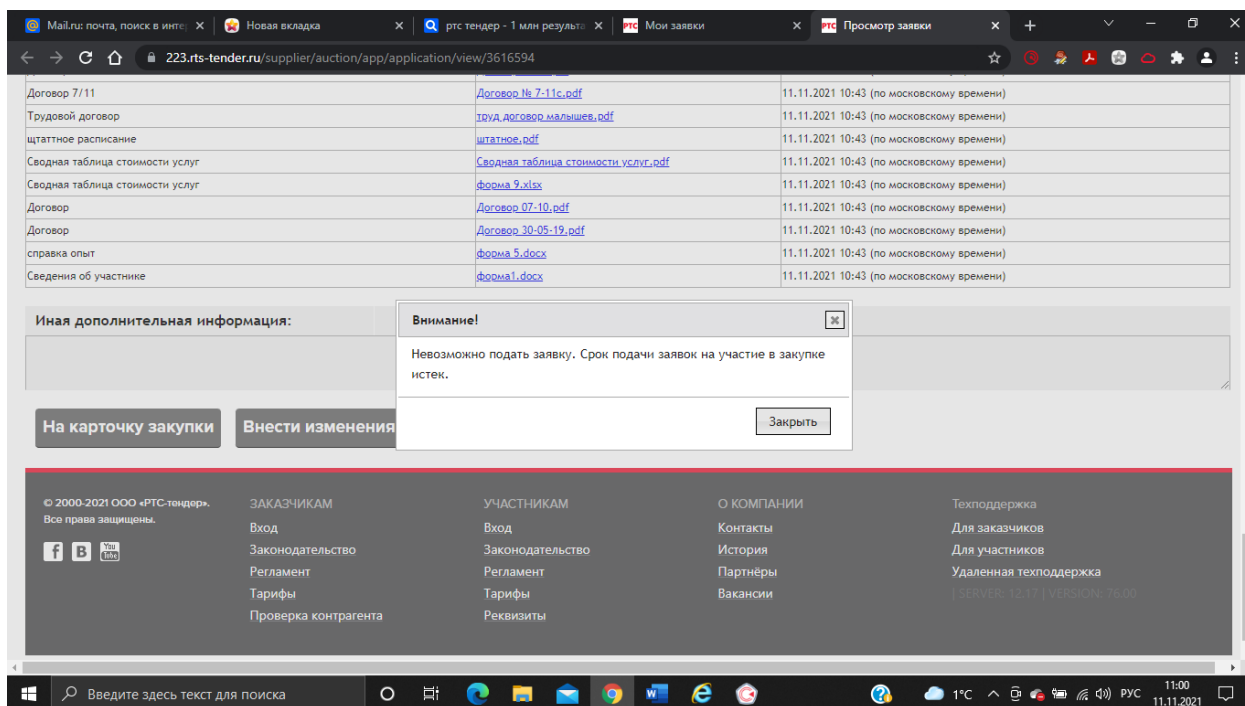 Mail.ru: почта, поиск в интер
Новая вкладка
птс тендер - 1 млн результа
РТС Мои заявки
РТС Просмотр заявки
223.rts-tender.ru/supplier/auction/app/application/view/3616594
Договор 7/11 Договор № 7-11с.pdf 11.11.2021 10:43 (по московскому времени)
Трудовой договор труд договор малышев.pdf 11.11.2021 10:43 (по московскому времени)
щтаттное расписание штатное.pdf 11.11.2021 10:43 (по московскому времени)
Сводная таблица стоимости услуг Сводная таблица стоимости услуг.pdf 11.11.2021 10:43 (по московскому времени)
Сводная таблица стоимости услуг форма 9.xlsx 11.11.2021 10:43 (по московскому времени)
Договор Договор 07-10.pdf 11.11.2021 10:43 (по московскому времени)
Договор Договор 30-05-19.pdf 11.11.2021 10:43 (по московскому времени)
справка опыт форма 5.docx 11.11.2021 10:43 (по московскому времени)
Сведения об участнике форма1.docx 11.11.2021 10:43 (по московскому времени)
Иная дополнительная информация:
Внимание!
Невозможно подать заявку. Срок подачи заявок на участие в закупке
истек.
Закрыть
На карточку закупки
Внести изменения
© 2000-2021 ООО «РТС-тендер».
Все права защищены.
ЗАКАЗЧИКАМ
Вход
Законодательство
Регламент
Тарифы
Проверка контрагента
УЧАСТНИКАМ
Вход
Законодательство
Регламент
Тарифы
Реквизиты
О КОМПАНИИ
Контакты
История
Партнёры
Вакансии
Техподдержка
Для заказчиков
Для участников
Удаленная техподдержка
| SERVER: 12.17 | VERSION: 76.00
Введите здесь текст для поиска
1°C
РУС
11:00
11.11.2021